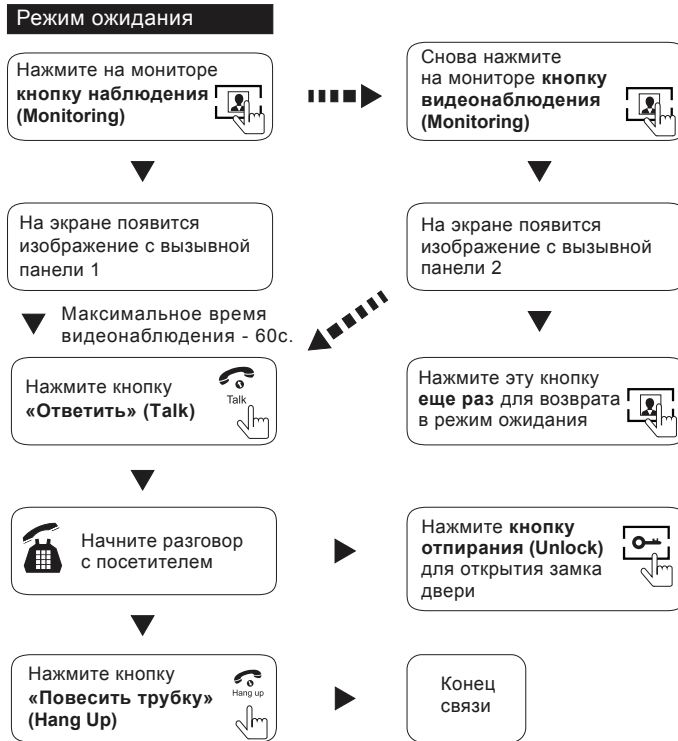 Режим ожидания
Нажмите на мониторе
кнопку наблюдения
(Monitoring)
Снова нажмите
на мониторе кнопку
видеонаблюдения
(Monitoring)
На экране появится
изображение с вызывной
панели 1
На экране появится
изображение с вызывной
панели 2
Максимальное время
видеонаблюдения - 60с.
Нажмите кнопку
«Ответить» (Talk)
Talk
Нажмите эту кнопку
еще раз для возврата
в режим ожидания
Начните разговор
с посетителем
Нажмите кнопку
отпирания (Unlock)
для открытия замка
двери
Нажмите кнопку
«Повесить трубку»
(Hang Up)
Hang up
Конец
связи